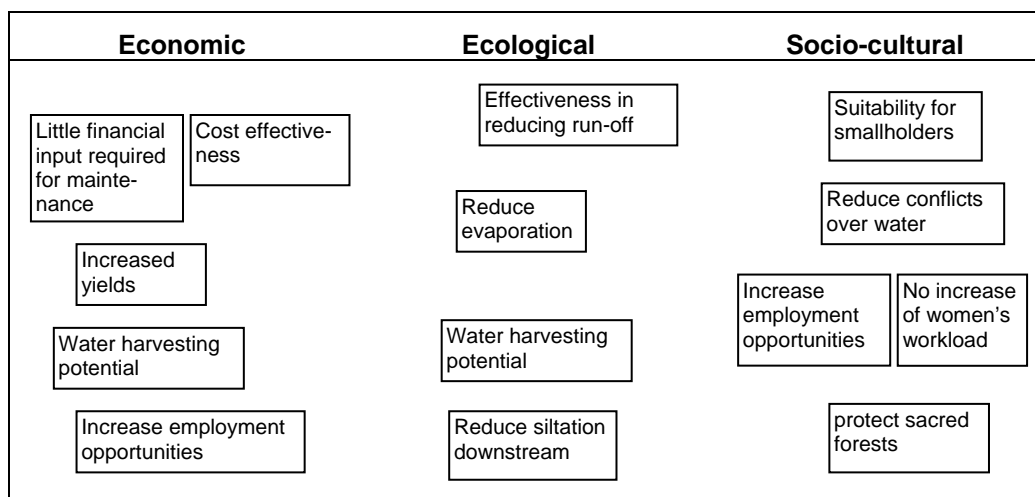 Economic
Ecological
Socio-cultural
Little financial
input required
for mainte-
nance
Cost effective-
ness
Increased
yields
Water harvesting
potential
Increase employment
opportunities
Effectiveness in
reducing run-off
Reduce
evaporation
Water harvesting
potential
Reduce siltation
downstream
Suitability for
smallholders
Reduce conflicts
over water
Increase
employment
opportunities
No increase
of women’s
workload
protect sacred
forests